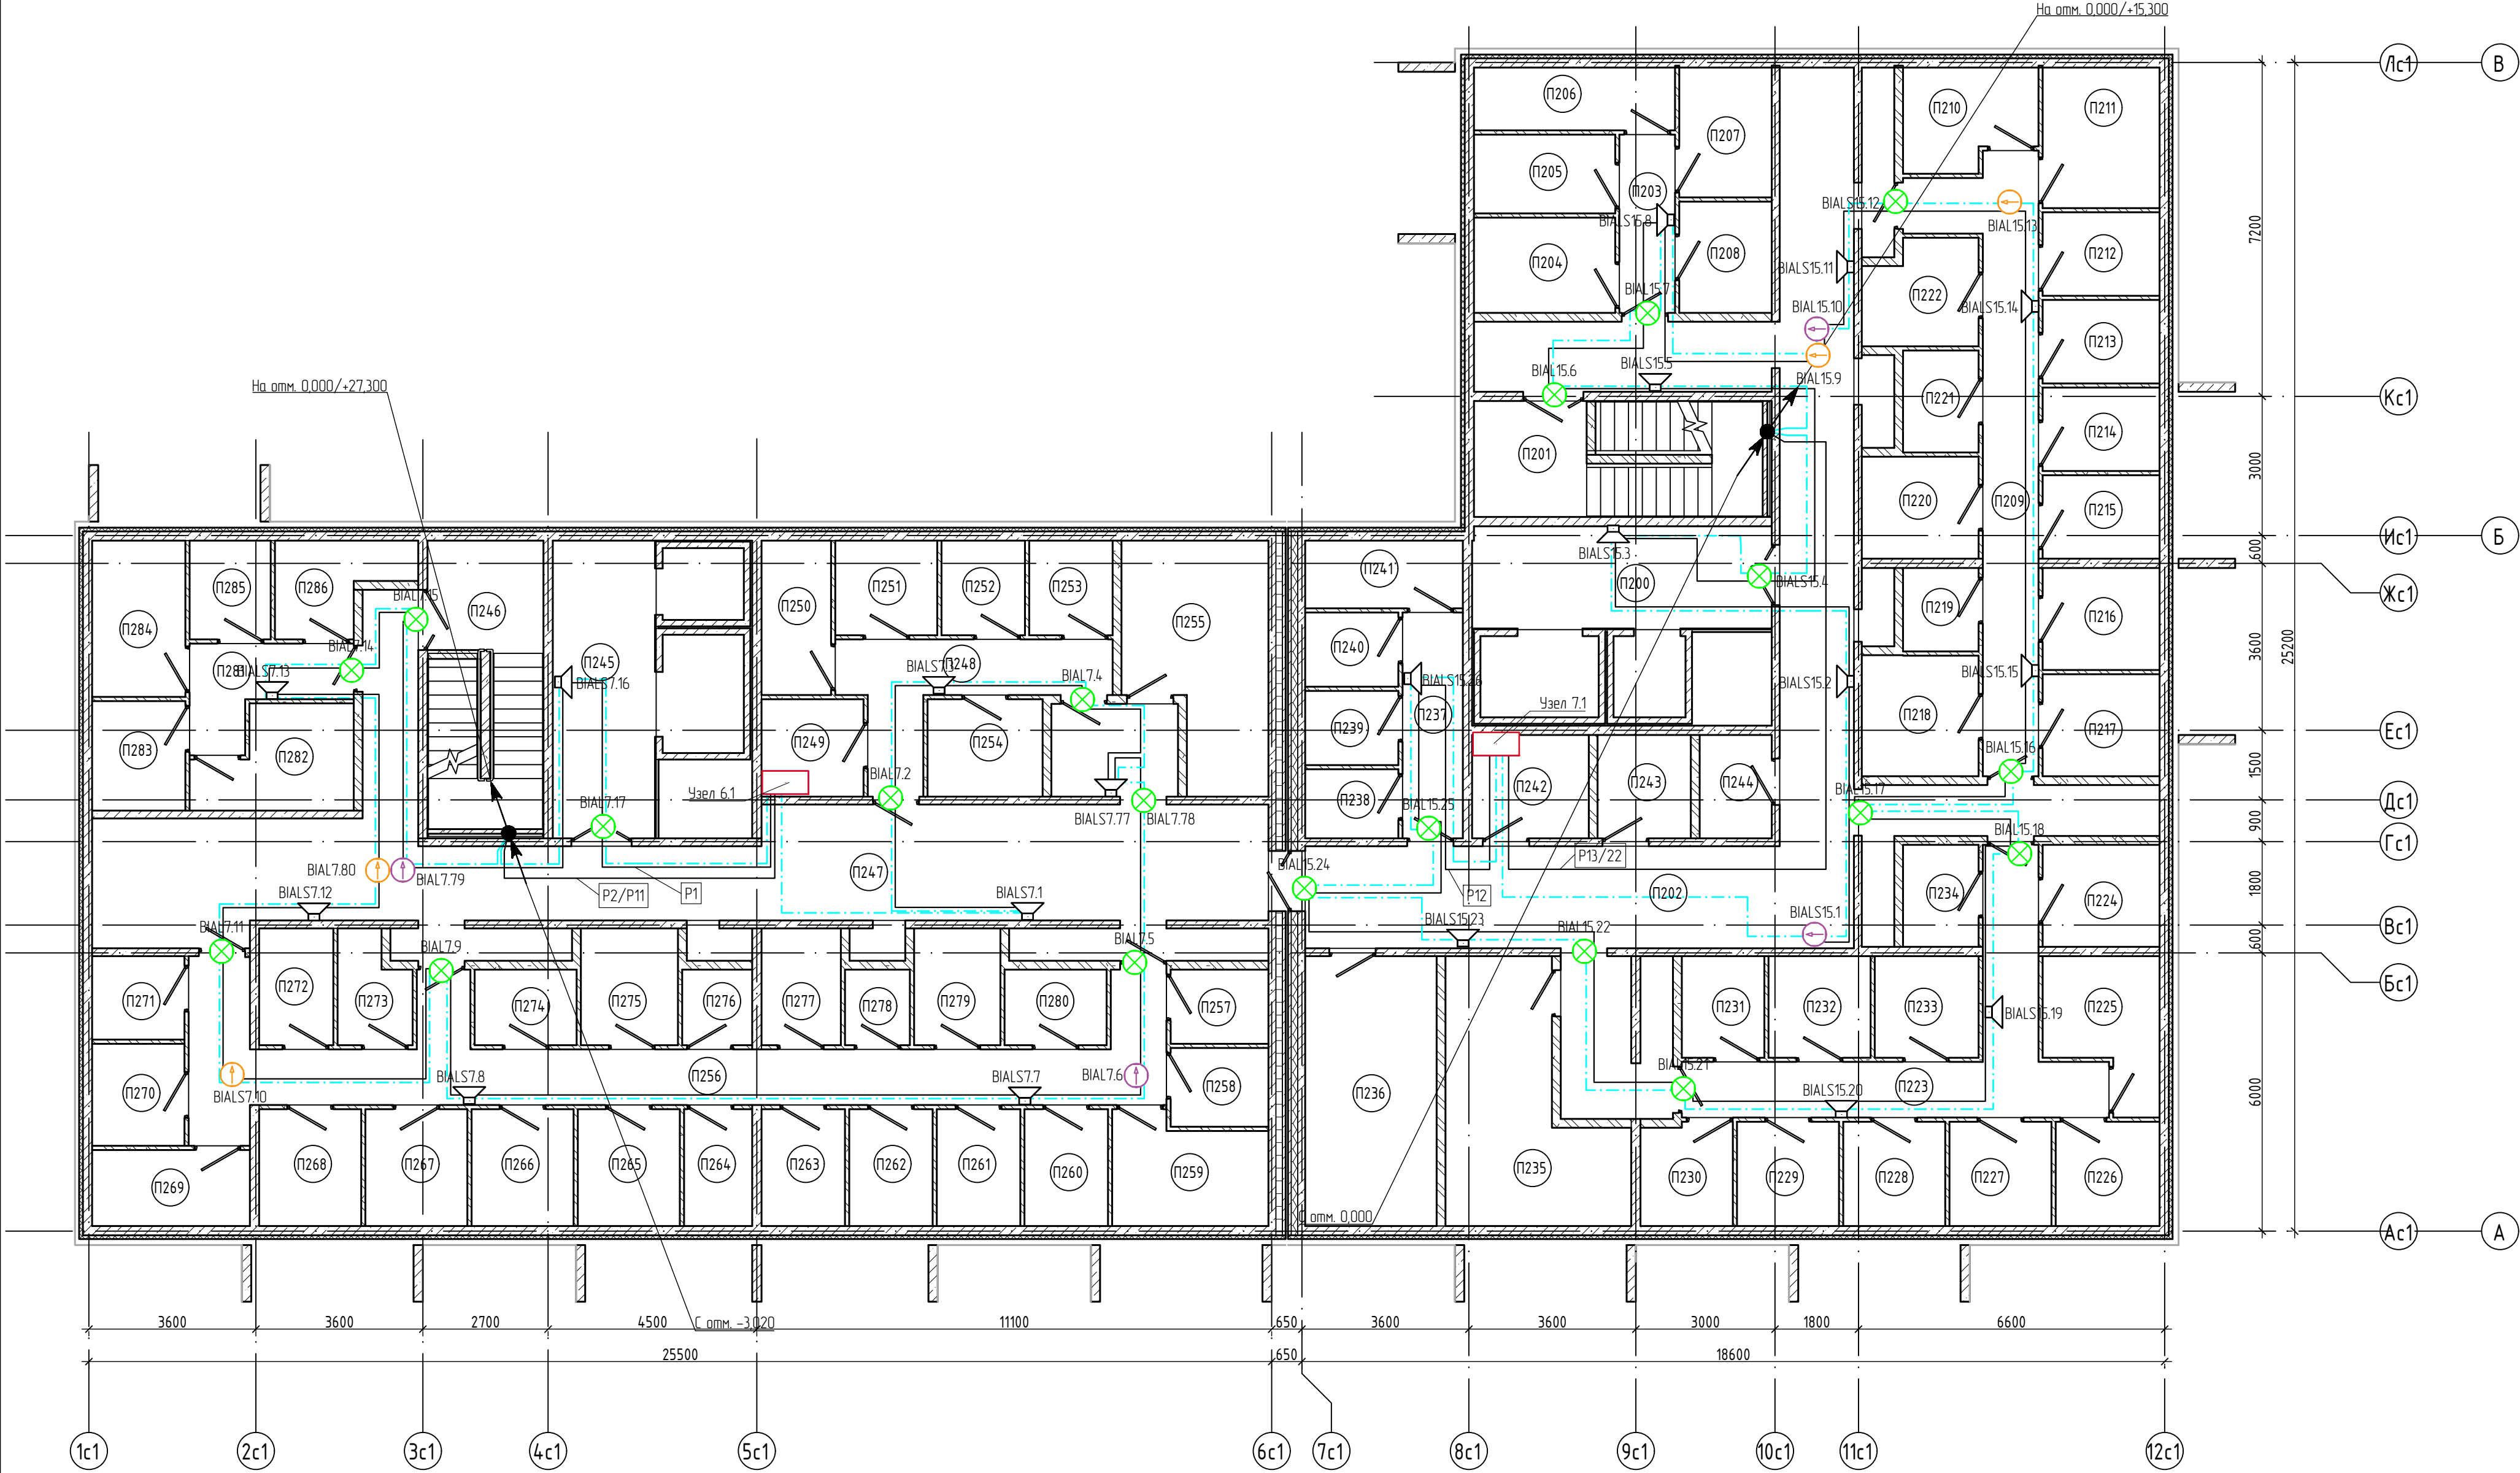 На отм. 0,000/+15,300
Лс1
В
П206
П207
П210
П211
П205
П203
BIALS15.12
BIAL15.13
BIALS15.8
П204
П208
7200
П212
BIALS15.11
BIAL15.7
П222
BIALS15.14
BIAL15.10
П213
На отм. 0,000/+27,300
BIAL15.6
BIALS15.5
BIAL15.9
П221
Кс1
П214
П201
3000
П220
П209
П215
Ис1
Б
BIALS15.3
600
П241
П200
BIALS15.4
Жс1
П285
П286
П250
П251
П252
П253
П255
BIAL7.15
П246
П219
П216
П284
П240
3600
25200
BIAL7.14
BIALS7.13
П245
П248
BIALS7.16
BIAL7.4
BIALS15.26
BIALS15.2
BIALS15.15
П237
Узел 7.1
П283
П282
П249
П254
П239
П218
П217
Ес1
BIAL15.16
1500
Узел 6.1
BIAL7.2
П242
П243
П244
П238
BIAL7.17
BIAL15.25
BIAL15.17
Дс1
BIALS7.77
BIAL7.78
BIAL15.18
900
Гс1
BIAL7.80
BIAL7.79
П247
BIAL15.24
P13/22
P2/P11
P1
P12
П202
П234
П224
1800
BIALS7.12
BIALS7.1
BIALS15.23
BIALS15.1
BIAL7.11
BIAL7.9
BIAL7.5
BIAL15.22
Вс1
600
П272
П273
П274
П275
П276
П277
П278
П279
П280
П271
П257
П231
П232
П233
BIALS15.19
П225
Бс1
BIALS7.10
BIALS7.8
П256
BIALS7.7
BIAL7.6
П258
П270
П236
BIAL15.21
BIALS15.20
П223
6000
П269
П268
П267
П266
П265
П264
П263
П262
П261
П260
П259
П235
П230
П229
П228
П227
П226
отм. 0,000
Ас1
А
С отм. -3,020
3600
3600
2700
4500
11100
650
3600
3600
3000
1800
6600
25500
650
18600
1с1
2с1
3с1
4с1
5с1
6с1
7с1
8с1
9с1
10с1
11с1
12с1